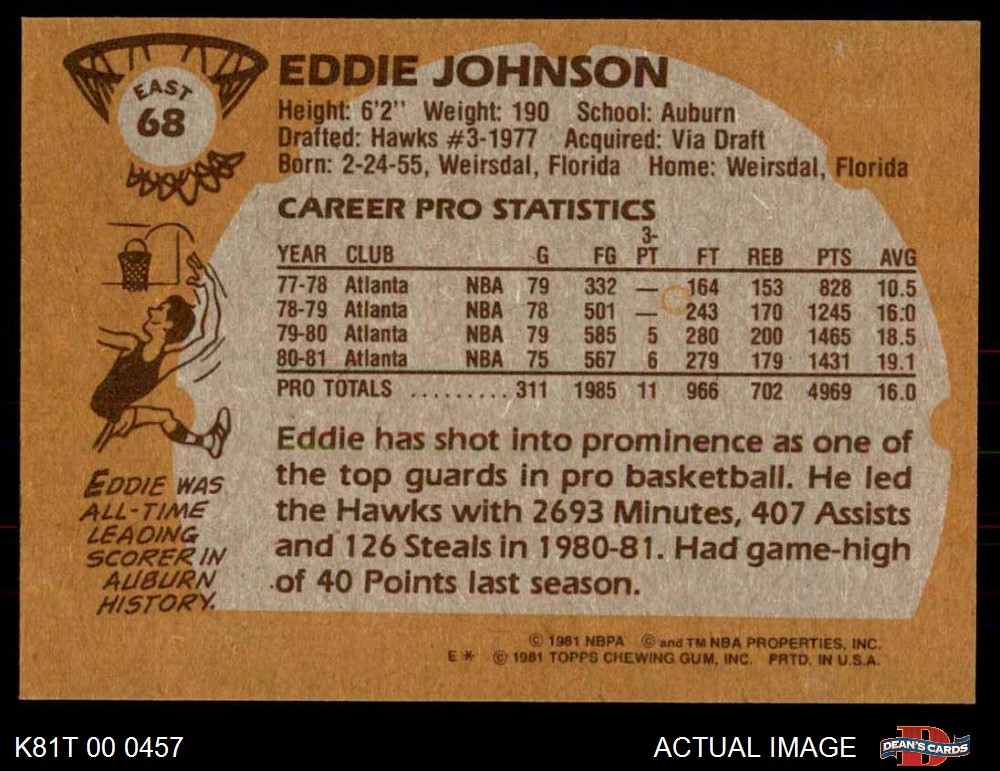 EAST
68
EDDIE JOHNSON
Height: 6'2'' Weight: 190 School: Auburn
Drafted: Hawks #3-1977 Acquired: Via Draft
Born: 2-24-55, Weirsdal, Florida Home: Weirsdal, Florida
CAREER PRO STATISTICS
YEAR CLUB G FG 3-PT FT REB PTS AVG
77-78 Atlanta NBA 79 332 — 164 153 828 10.5
78-79 Atlanta NBA 78 501 — 243 170 1245 16:0
79-80 Atlanta NBA 79 585 5 280 200 1465 18.5
80-81 Atlanta NBA 75 567 6 279 179 1431 19.1
PRO TOTALS .......... 311 1985 11 966 702 4969 16.0
EDDIE WAS
ALL-TIME
LEADING
SCORER IN
AUBURN
HISTORY.
Eddie has shot into prominence as one of
the top guards in pro basketball. He led
the Hawks with 2693 Minutes, 407 Assists
and 126 Steals in 1980-81. Had game-high
of 40 Points last season.
© 1981 NBPA © and TM NBA PROPERTIES, INC.
E * © 1981 TOPPS CHEWING GUM, INC. PRTD. IN U.S.A.
K81T 00 0457
ACTUAL IMAGE
DEAN'S CARDS